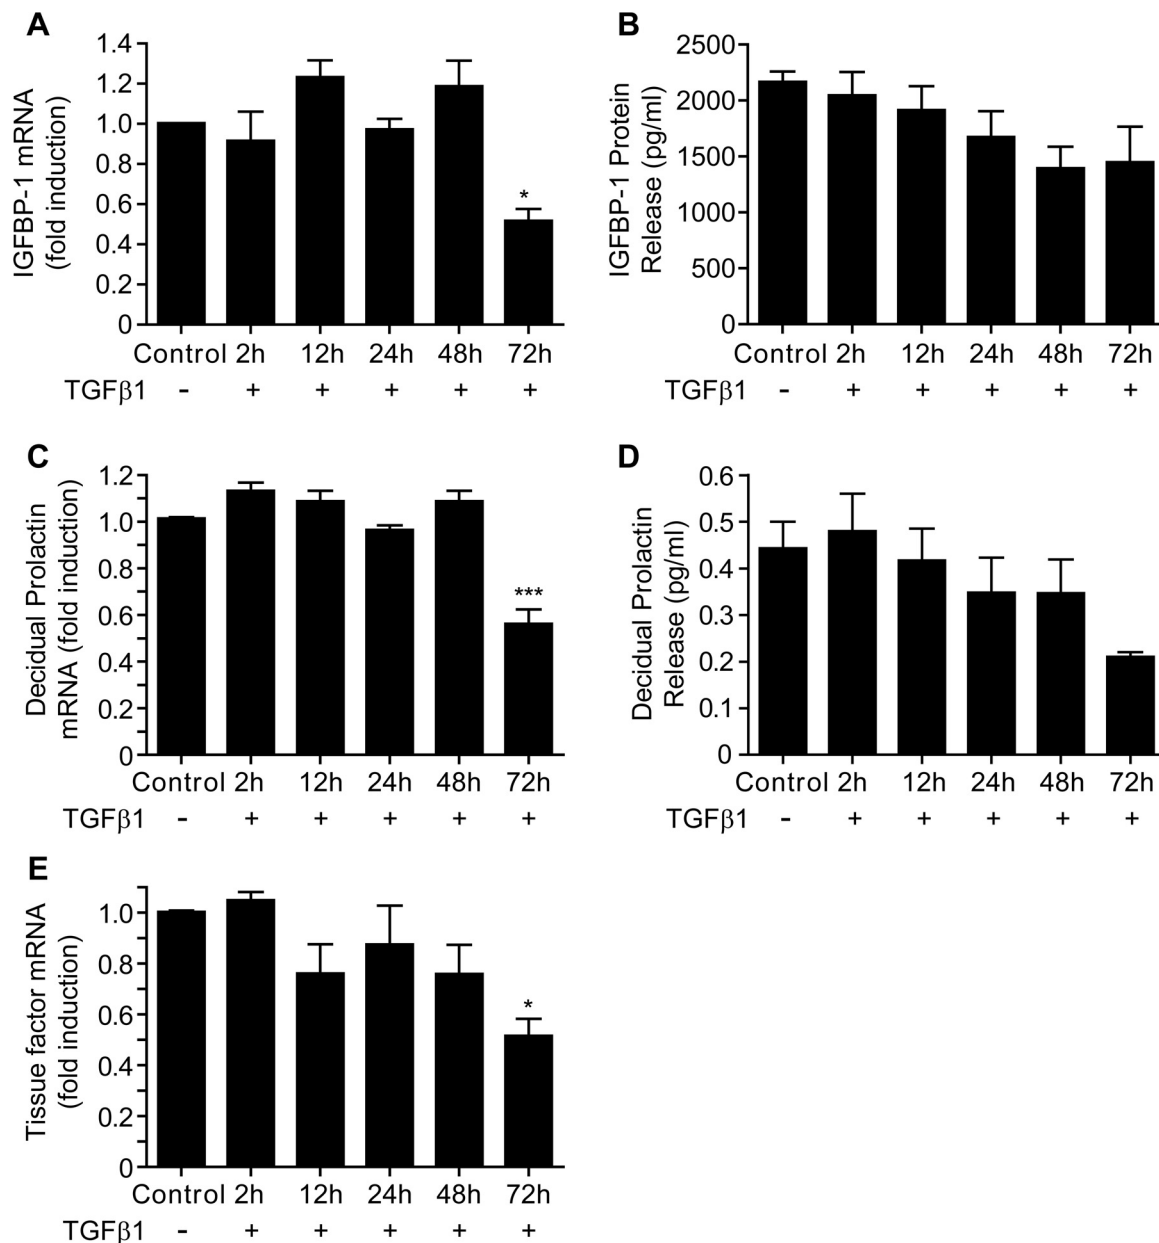 A
IGFBP-1 mRNA
(fold induction)
1.4
1.2
1.0
0.8
0.6
0.4
0.2
0
*
Control 2h 12h 24h 48h 72h
TGFβ1 - + + + + +
B
IGFBP-1 Protein
Release (pg/ml)
2500
2000
1500
1000
500
0
Control 2h 12h 24h 48h 72h
TGFβ1 - + + + + +
C
Decidual Prolactin
mRNA (fold induction)
1.2
1.0
0.8
0.6
0.4
0.2
0
***
Control 2h 12h 24h 48h 72h
TGFβ1 - + + + + +
D
Decidual Prolactin
Release (pg/ml)
0.6
0.5
0.4
0.3
0.2
0.1
0
Control 2h 12h 24h 48h 72h
TGFβ1 - + + + + +
E
Tissue factor mRNA
(fold induction)
1.0
0.8
0.6
0.4
0.2
0
*
Control 2h 12h 24h 48h 72h
TGFβ1 - + + + + +